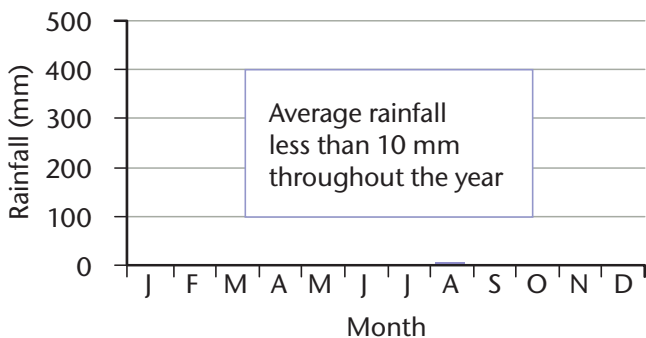 500
400
300
200
100
0
Rainfall (mm)
Average rainfall
less than 10 mm
throughout the year
J F M A M J J A S O N D
Month